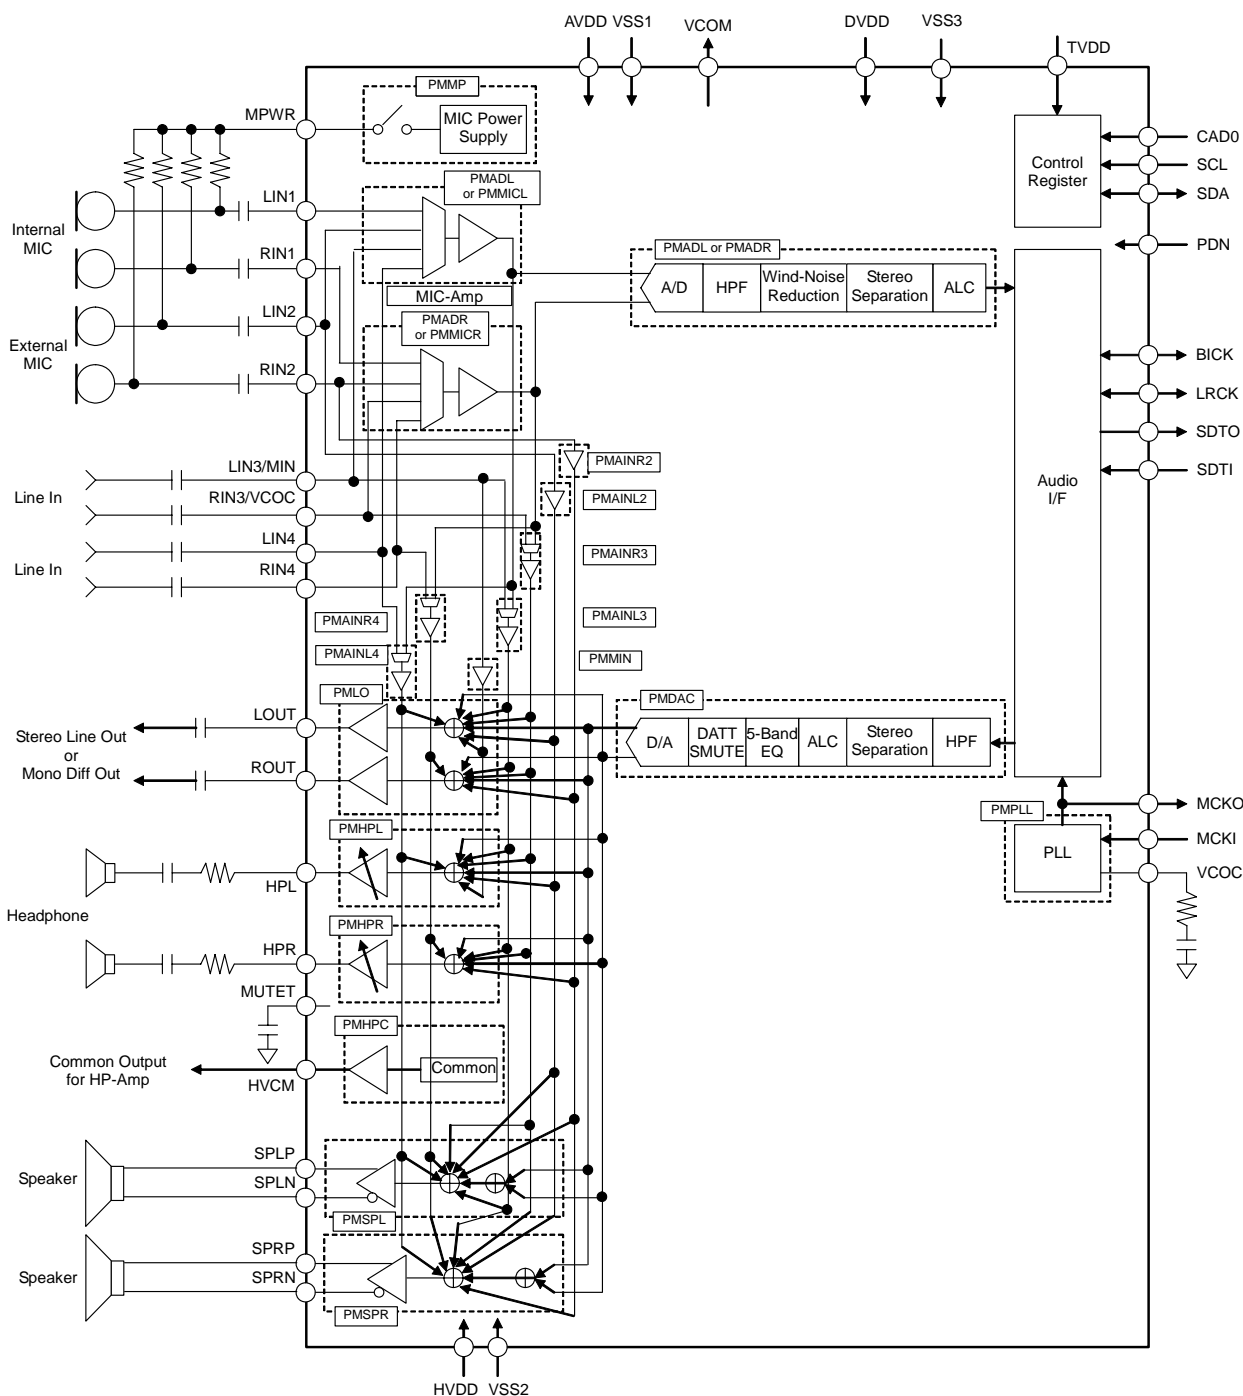 AVDD VSS1 VCOM DVDD VSS3 TVDD
PMMP
MPWR
MIC Power
Supply
CAD0
SCL
SDA
Control
Register
PMADL
or PMMICL
LIN1
Internal
MIC
RIN1
PDN
PMADL or PMADR
A/D
HPF
Wind-Noise
Reduction
Stereo
Separation
ALC
MIC-Amp
LIN2
PMADR
or PMMICR
External
MIC
RIN2
BICK
LRCK
SDTO
SDTI
LIN3/MIN
PMAINR2
Line In
RIN3/VCOC
PMAINL2
Audio
I/F
LIN4
PMAINR3
Line In
RIN4
PMAINR4
PMAINL3
PMAINL4
PMMIN
PMLO
PMDAC
LOUT
Stereo Line Out
or
Mono Diff Out
ROUT
D/A
DATT
SMUTE
5-Band
EQ
ALC
Stereo
Separation
HPF
MCKO
PMPLL
PLL
MCKI
VCOC
PMHPL
HPL
Headphone
PMHPR
HPR
MUTET
PMHPC
Common Output
for HP-Amp
Common
HVCM
SPLP
Speaker
SPLN
PMSPL
SPRP
Speaker
SPRN
PMSPR
HVDD VSS2